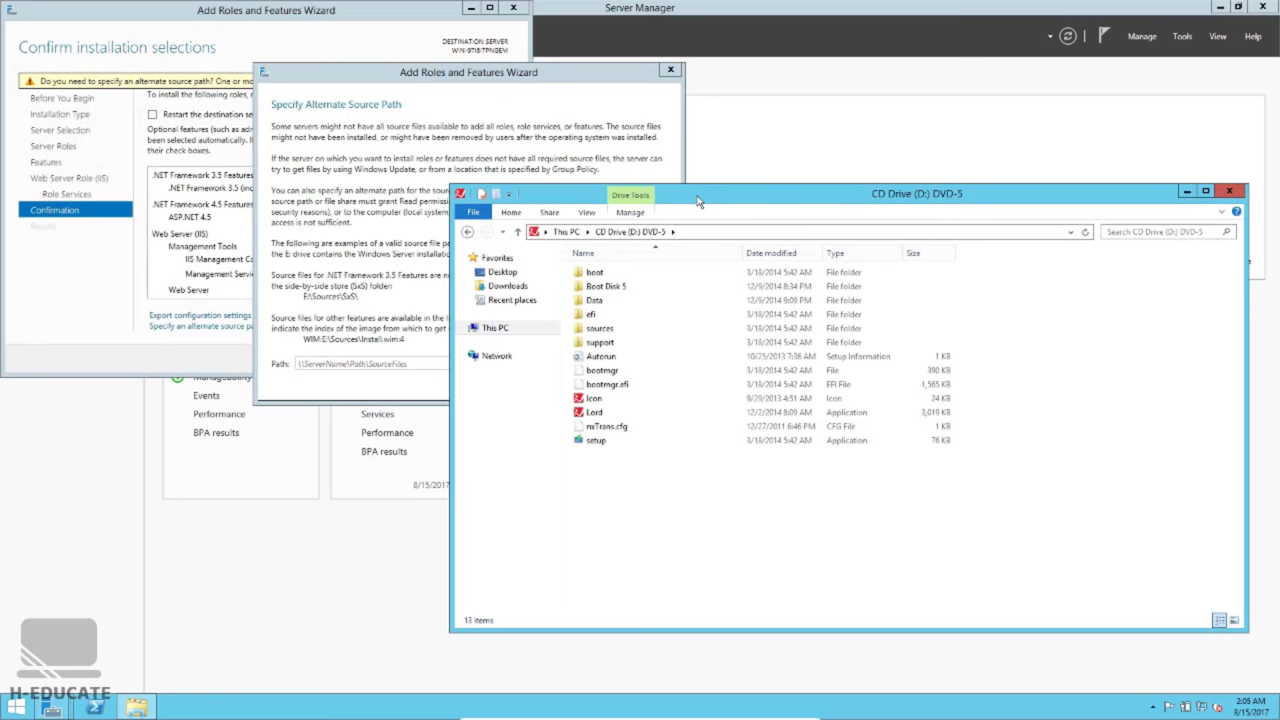 Add Roles and Features Wizard
Server Manager
Manage
Tools
View
Help
Confirm installation selections
DESTINATION SERVER
Do you need to specify an alternate source path? One or mo
Before You Begin
Installation Type
Server Selection
Server Roles
Features
Web Server Role (IIS)
Role Services
Confirmation
Results
To install the following roles,
Restart the destination se
Optional features (such as adm
been selected automatically. If
their check boxes.
.NET Framework 3.5 Features
.NET Framework 3.5 (inc
.NET Framework 4.5 Features
ASP.NET 4.5
Web Server (IIS)
Management Tools
IIS Management Co
Management Service
Web Server
Export configuration settings
Specify an alternate source pa
Add Roles and Features Wizard
Specify Alternate Source Path
Some servers might not have all source files available to add all roles, role services, or features. The source files
might not have been installed, or might have been removed by users after the operating system was installed.
If the server on which you want to install roles or features does not have all required source files, the server can
try to get files by using Windows Update, or from a location that is specified by Group Policy.
You can also specify an alternate path for the sour
source path or file share must grant Read permissi
security reasons), or to the computer (local system
access is not sufficient.
The following are examples of a valid source file pa
the E: drive contains the Windows Server installatio
Source files for .NET Framework 3.5 Features are n
the side-by-side store (SxS) folder:
E:\Sources\SxS\
Source files for other features are available in the I
indicate the index of the image from which to get
WIM:E:\Sources\Install.wim:4
Path: \\ServerName\Path\SourceFiles
Drive Tools
CD Drive (D:) DVD-5
File
Home
Share
View
Manage
This PC
CD Drive (D:) DVD-5
Search CD Drive (D:) DVD-5
Favorites
Desktop
Downloads
Recent places
This PC
Network
Name Date modified Type Size
boot 3/18/2014 5:42 AM File folder
Boot Disk 5 12/9/2014 8:34 PM File folder
Data 12/9/2014 9:09 PM File folder
efi 3/18/2014 5:42 AM File folder
sources 3/18/2014 5:42 AM File folder
support 3/18/2014 5:42 AM File folder
Autorun 10/25/2013 7:36 AM Setup Information 1 KB
bootmgr 3/18/2014 5:42 AM File 390 KB
bootmgr.efi 3/18/2014 5:42 AM EFI File 1,565 KB
Icon 9/29/2013 4:51 AM Icon 24 KB
Lord 12/2/2014 8:09 AM Application 3,019 KB
nxTrans.cfg 12/27/2011 6:46 PM CFG File 1 KB
setup 3/18/2014 5:42 AM Application 76 KB
13 items
Manageability
Events
Performance
BPA results
Services
Performance
BPA results
8/15/2017
H-EDUCATE
2:05 AM
8/15/2017